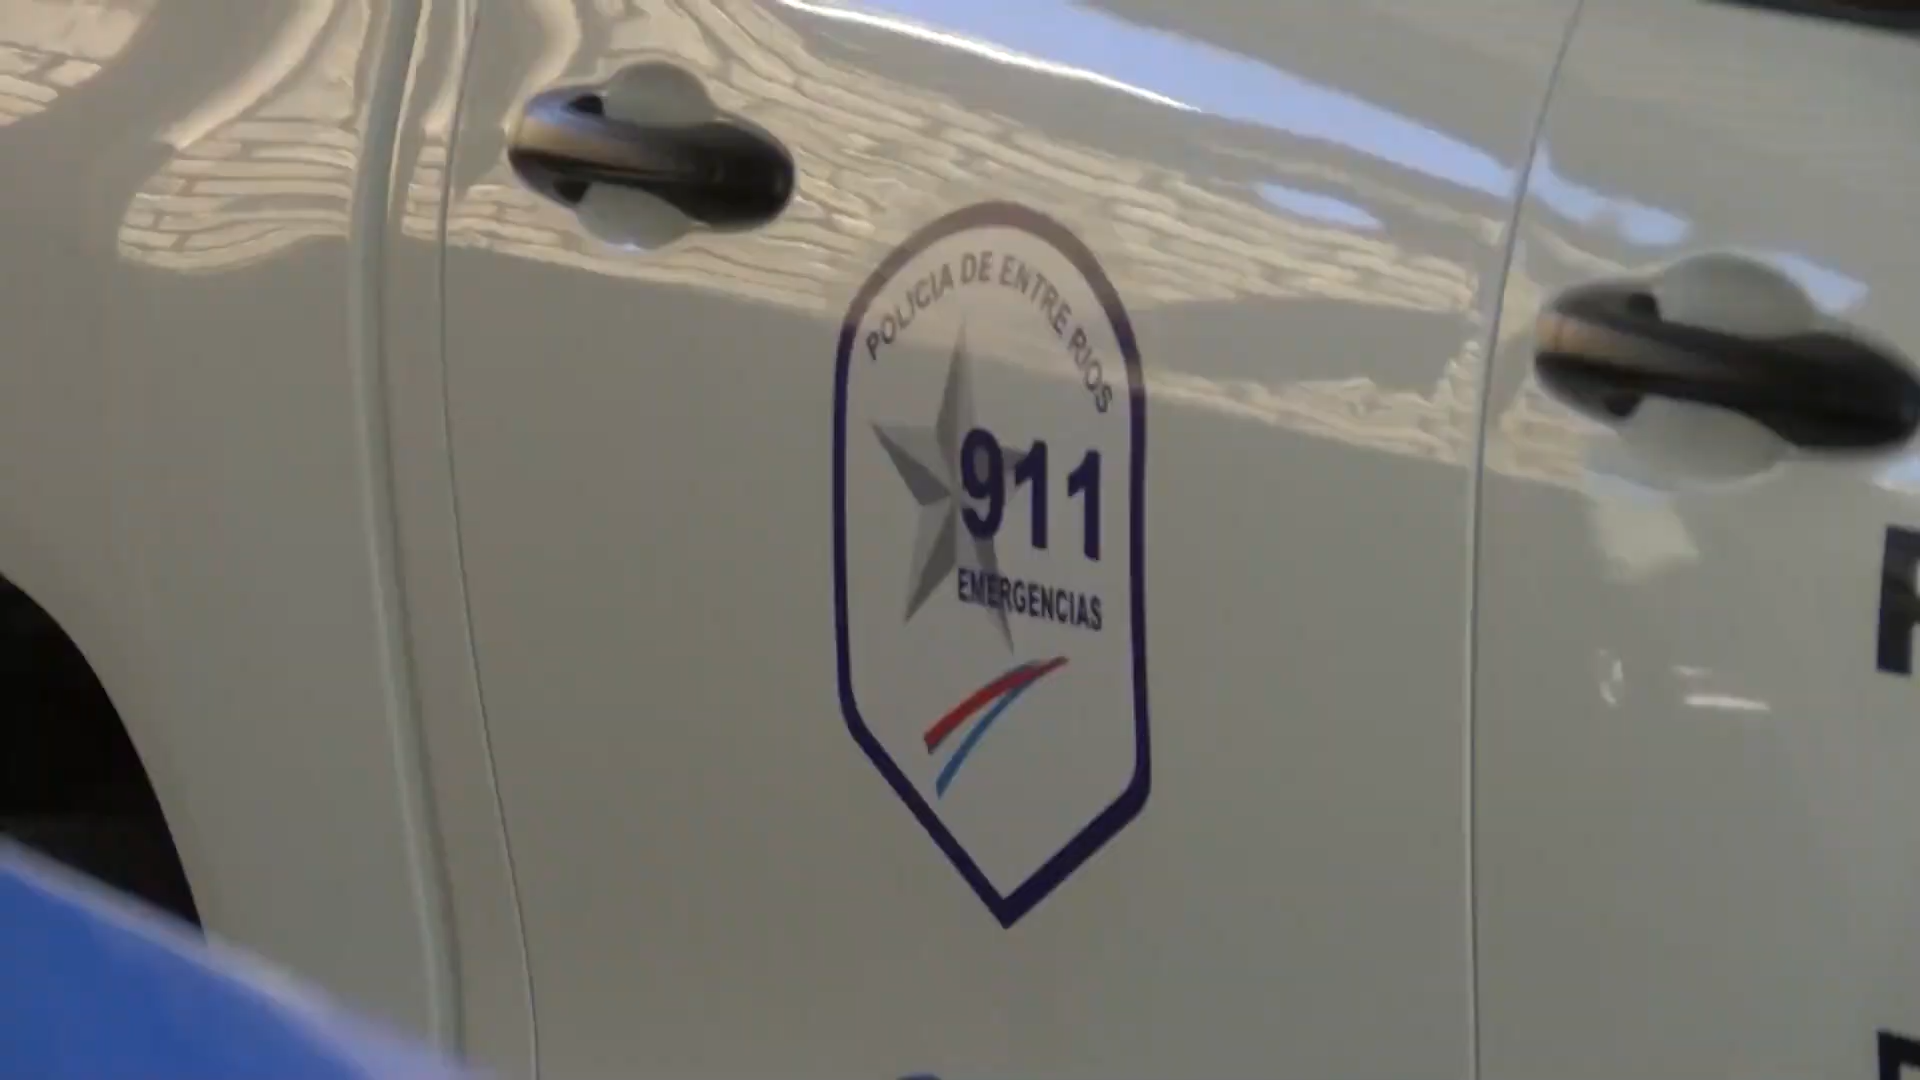 POLICIA DE ENTRE RIOS
911
EMERGENCIAS